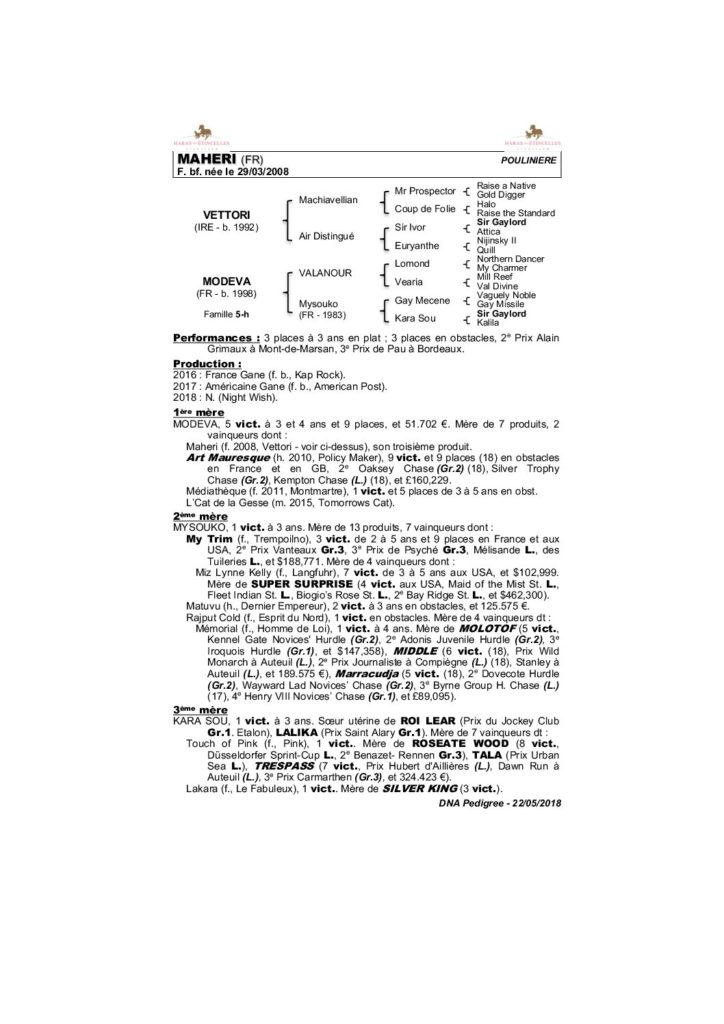 HARAS DES ÉTINCELLES
HARAS DES ÉTINCELLES
MAHERI (FR) POULINIERE
F. bf. née le 29/03/2008
VETTORI
(IRE - b. 1992)
MODEVA
(FR - b. 1998)
Famille 5-h
Machiavellian
Air Distingué
VALANOUR
Mysouko
(FR - 1983)
Mr Prospector
Coup de Folie
Sir Ivor
Euryanthe
Lomond
Vearia
Gay Mecene
Kara Sou
Raise a Native
Gold Digger
Halo
Raise the Standard
Sir Gaylord
Attica
Nijinsky II
Quill
Northern Dancer
My Charmer
Mill Reef
Val Divine
Vaguely Noble
Gay Missile
Sir Gaylord
Kalila
Performances : 3 places à 3 ans en plat ; 3 places en obstacles, 2e Prix Alain
Grimaux à Mont-de-Marsan, 3e Prix de Pau à Bordeaux.
Production :
2016 : France Gane (f. b., Kap Rock).
2017 : Américaine Gane (f. b., American Post).
2018 : N. (Night Wish).
1ère mère
MODEVA, 5 vict. à 3 et 4 ans et 9 places, et 51.702 €. Mère de 7 produits, 2
vainqueurs dont :
Maheri (f. 2008, Vettori - voir ci-dessus), son troisième produit.
Art Mauresque (h. 2010, Policy Maker), 9 vict. et 9 places (18) en obstacles
en France et en GB, 2e Oaksey Chase (Gr.2) (18), Silver Trophy
Chase (Gr.2), Kempton Chase (L.) (18), et £160,229.
Médiathèque (f. 2011, Montmartre), 1 vict. et 5 places de 3 à 5 ans en obst.
L'Cat de la Gesse (m. 2015, Tomorrows Cat).
2ème mère
MYSOUKO, 1 vict. à 3 ans. Mère de 13 produits, 7 vainqueurs dont :
My Trim (f., Trempoilno), 3 vict. de 2 à 5 ans et 9 places en France et aux
USA, 2e Prix Vanteaux Gr.3, 3e Prix de Psyché Gr.3, Mélisande L., des
Tuileries L., et $188,771. Mère de 4 vainqueurs dont :
Miz Lynne Kelly (f., Langfuhr), 7 vict. de 3 à 5 ans aux USA, et $102,999.
Mère de SUPER SURPRISE (4 vict. aux USA, Maid of the Mist St. L.,
Fleet Indian St. L., Biogio's Rose St. L., 2e Bay Ridge St. L., et $462,300).
Matuvu (h., Dernier Empereur), 2 vict. à 3 ans en obstacles, et 125.575 €.
Rajput Cold (f., Esprit du Nord), 1 vict. en obstacles. Mère de 4 vainqueurs dt :
Mémorial (f., Homme de Loi), 1 vict. à 4 ans. Mère de MOLOTOF (5 vict.,
Kennel Gate Novices' Hurdle (Gr.2), 2e Adonis Juvenile Hurdle (Gr.2), 3e
Iroquois Hurdle (Gr.1), et $147,358), MIDDLE (6 vict. (18), Prix Wild
Monarch à Auteuil (L.), 2e Prix Journaliste à Compiègne (L.) (18), Stanley à
Auteuil (L.), et 189.575 €), Marracudja (5 vict. (18), 2e Dovecote Hurdle
(Gr.2), Wayward Lad Novices' Chase (Gr.2), 3e Byrne Group H. Chase (L.)
(17), 4e Henry VIII Novices' Chase (Gr.1), et £89,095).
3ème mère
KARA SOU, 1 vict. à 3 ans. Sœur utérine de ROI LEAR (Prix du Jockey Club
Gr.1. Etalon), LALIKA (Prix Saint Alary Gr.1). Mère de 7 vainqueurs dt :
Touch of Pink (f., Pink), 1 vict.. Mère de ROSEATE WOOD (8 vict.,
Düsseldorfer Sprint-Cup L., 2e Benazet- Rennen Gr.3), TALA (Prix Urban
Sea L.), TRESPASS (7 vict., Prix Hubert d'Aillières (L.), Dawn Run à
Auteuil (L.), 3e Prix Carmarthen (Gr.3), et 324.423 €).
Lakara (f., Le Fabuleux), 1 vict.. Mère de SILVER KING (3 vict.).
DNA Pedigree - 22/05/2018